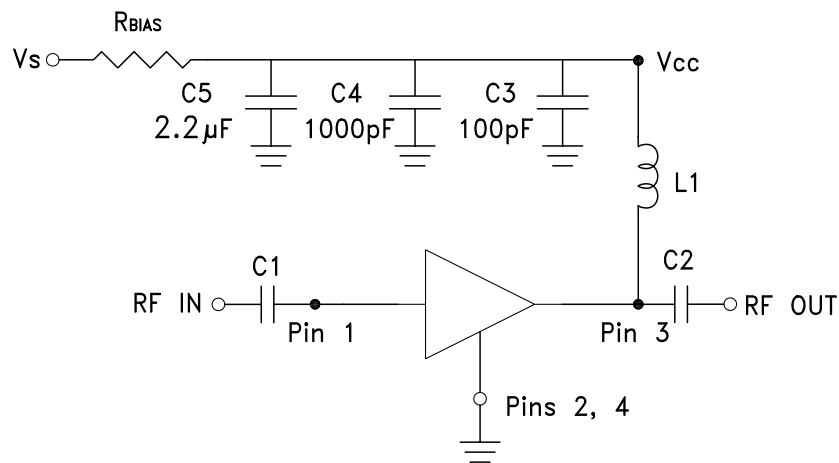 RBIAS
Vs
Vcc
C5
2.2µF
C4
1000pF
C3
100pF
L1
C1
C2
RF IN
RF OUT
Pin 1
Pin 3
Pins 2, 4